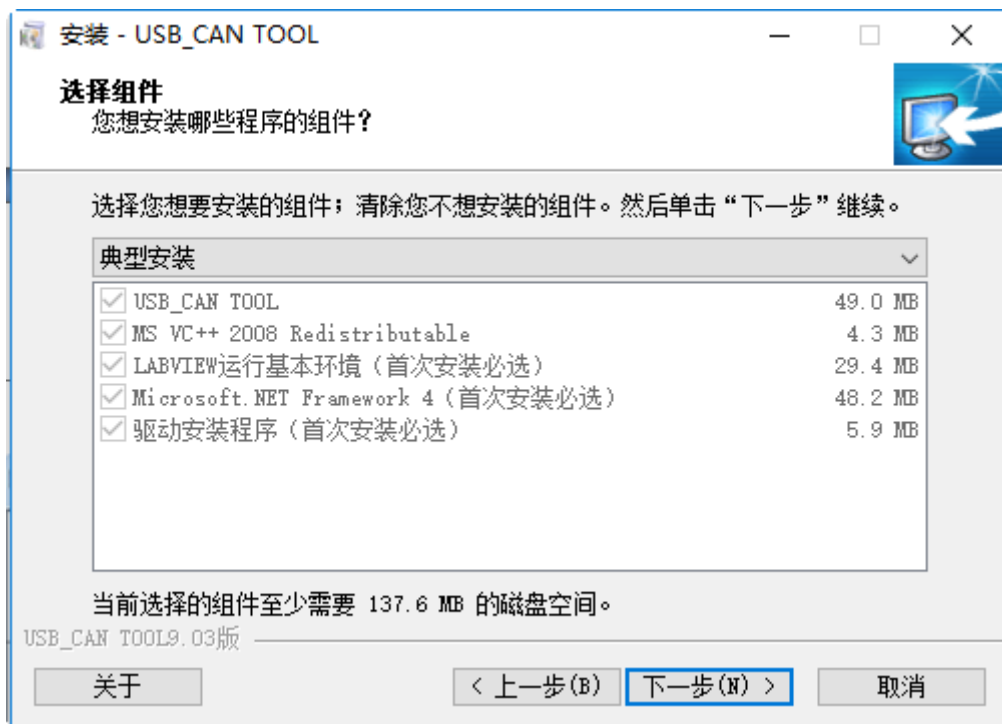 安装 - USB_CAN TOOL
选择组件
您想安装哪些程序的组件？
选择您想要安装的组件；清除您不想安装的组件。然后单击“下一步”继续。
典型安装
USB_CAN TOOL 49.0 MB
MS VC++ 2008 Redistributable 4.3 MB
LABVIEW运行基本环境（首次安装必选） 29.4 MB
Microsoft.NET Framework 4（首次安装必选） 48.2 MB
驱动安装程序（首次安装必选） 5.9 MB
当前选择的组件至少需要 137.6 MB 的磁盘空间。
USB_CAN TOOL9.03版
关于 < 上一步(B) 下一步(N) > 取消